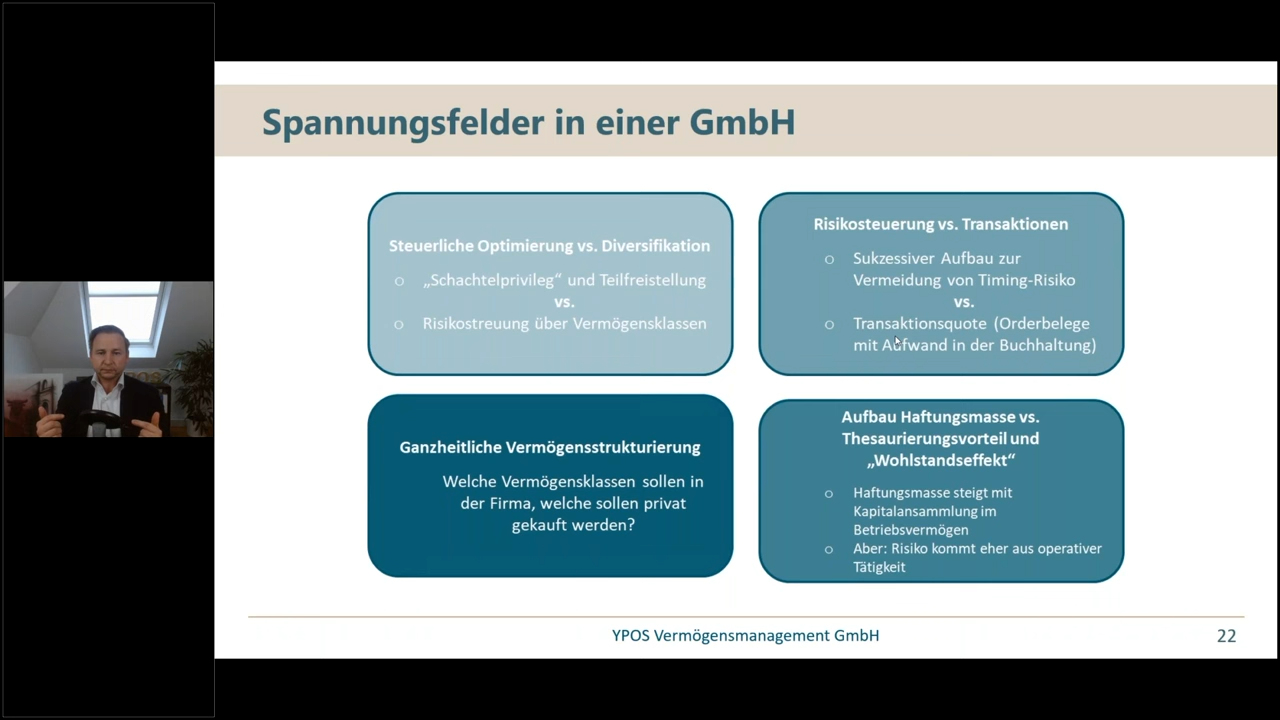 Spannungsfelder in einer GmbH
Steuerliche Optimierung vs. Diversifikation
o „Schachtelprivileg“ und Teilfreistellung
vs.
o Risikostreuung über Vermögensklassen
Risikosteuerung vs. Transaktionen
o Sukzessiver Aufbau zur
Vermeidung von Timing-Risiko
vs.
o Transaktionsquote (Orderbelege
mit Aufwand in der Buchhaltung)
Ganzheitliche Vermögensstrukturierung
Welche Vermögensklassen sollen in
der Firma, welche sollen privat
gekauft werden?
Aufbau Haftungsmasse vs.
Thesaurierungsvorteil und
„Wohlstandseffekt“
o Haftungsmasse steigt mit
Kapitalansammlung im
Betriebsvermögen
o Aber: Risiko kommt eher aus operativer
Tätigkeit
YPOS Vermögensmanagement GmbH
22